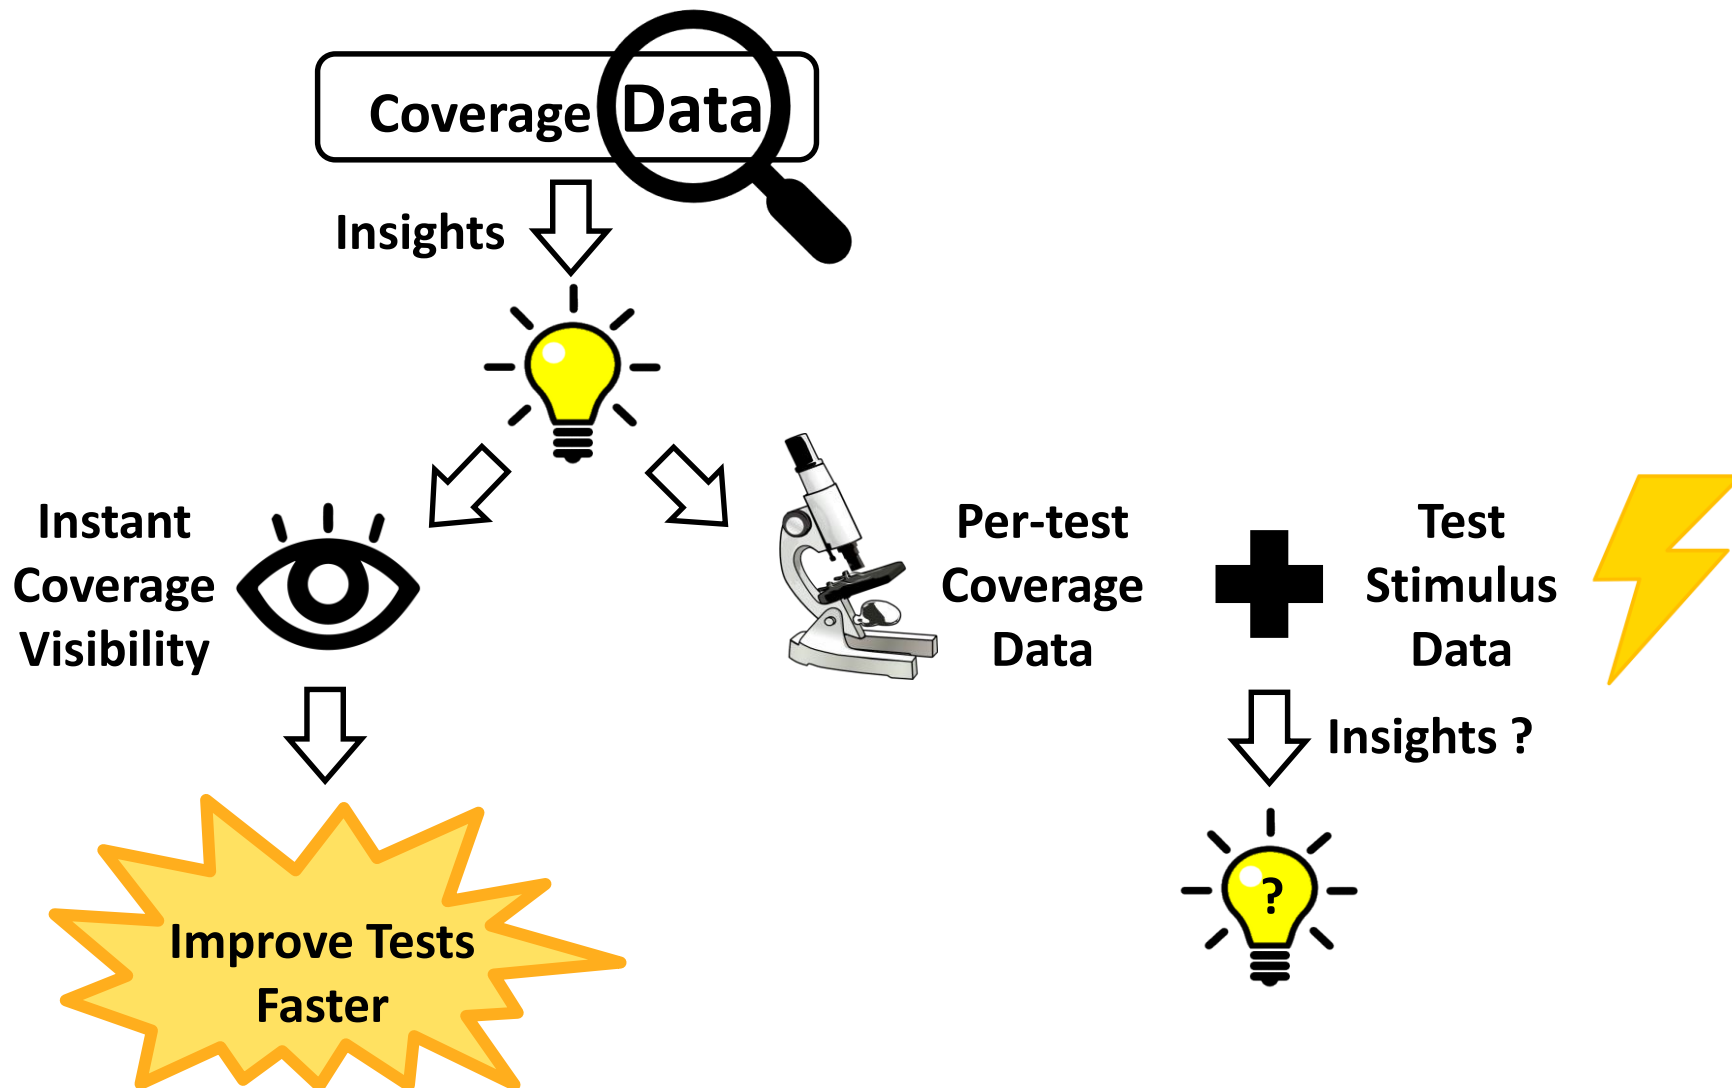 Coverage Data
Insights
Instant
Coverage
Visibility
Per-test
Coverage
Data
Test
Stimulus
Data
Insights ?
?
Improve Tests
Faster